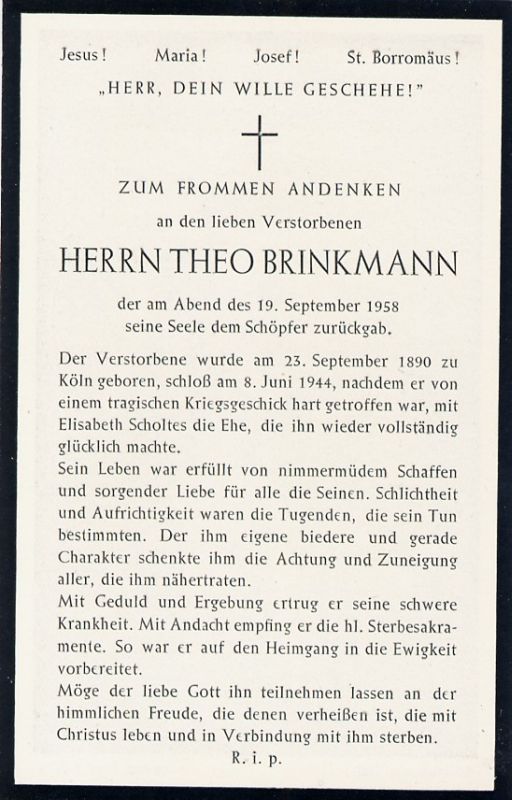 Jesus! Maria! Josef! St. Borromäus!
„HERR, DEIN WILLE GESCHEHE!”
ZUM FROMMEN ANDENKEN
an den lieben Verstorbenen
HERRN THEO BRINKMANN
der am Abend des 19. September 1958
seine Seele dem Schöpfer zurückgab.
Der Verstorbene wurde am 23. September 1890 zu
Köln geboren, schloß am 8. Juni 1944, nachdem er von
einem tragischen Kriegsgeschick hart getroffen war, mit
Elisabeth Scholtes die Ehe, die ihn wieder vollständig
glücklich machte.
Sein Leben war erfüllt von nimmermüdem Schaffen
und sorgender Liebe für alle die Seinen. Schlichtheit
und Aufrichtigkeit waren die Tugenden, die sein Tun
bestimmten. Der ihm eigene biedere und gerade
Charakter schenkte ihm die Achtung und Zuneigung
aller, die ihm nähertraten.
Mit Geduld und Ergebung ertrug er seine schwere
Krankheit. Mit Andacht empfing er die hl. Sterbesakra-
mente. So war er auf den Heimgang in die Ewigkeit
vorbereitet.
Möge der liebe Gott ihn teilnehmen lassen an der
himmlichen Freude, die denen verheißen ist, die mit
Christus leben und in Verbindung mit ihm sterben.
R. i. p.